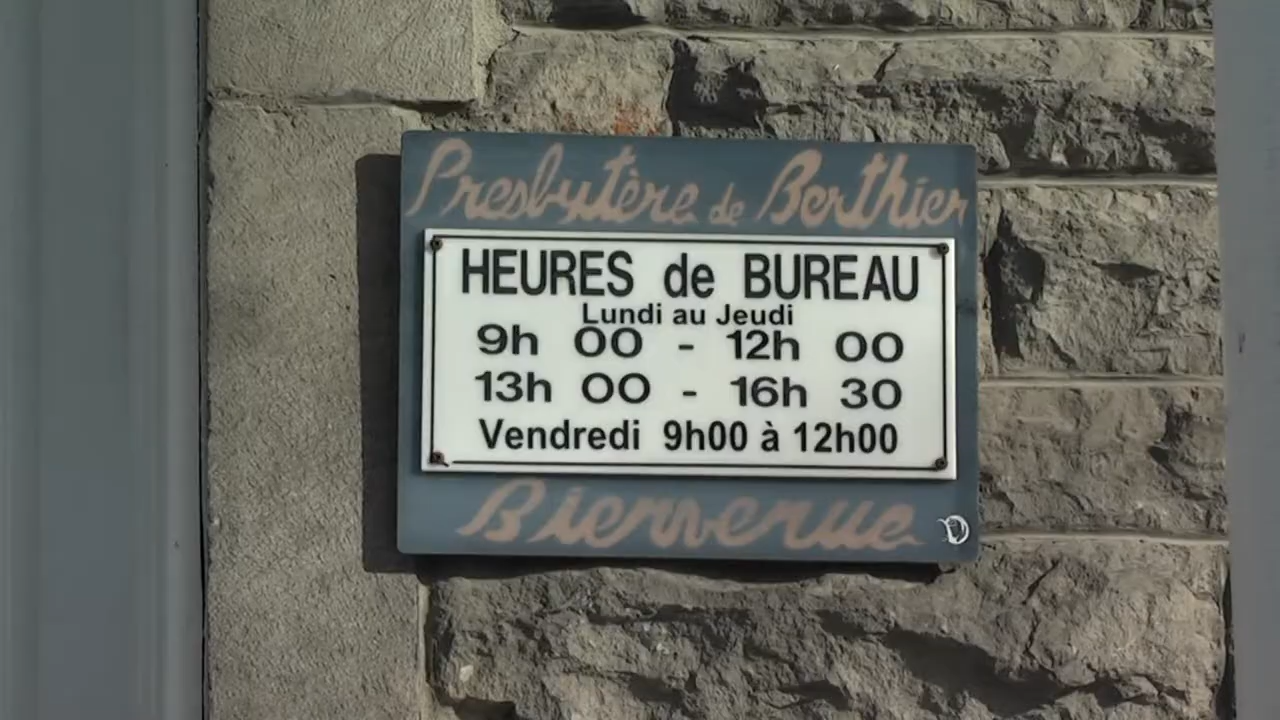 Presbytère de Berthier
HEURES de BUREAU
Lundi au Jeudi
9h 00 - 12h 00
13h 00 - 16h 30
Vendredi 9h00 à 12h00
Bienvenue
D